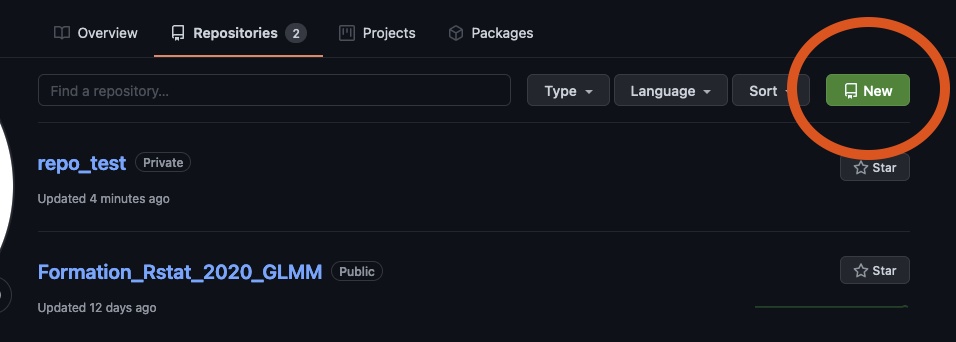 Overview Repositories 2 Projects Packages
Find a repository... Type Language Sort New
repo_test Private
Star
Updated 4 minutes ago
Formation_Rstat_2020_GLMM Public
Star
Updated 12 days ago